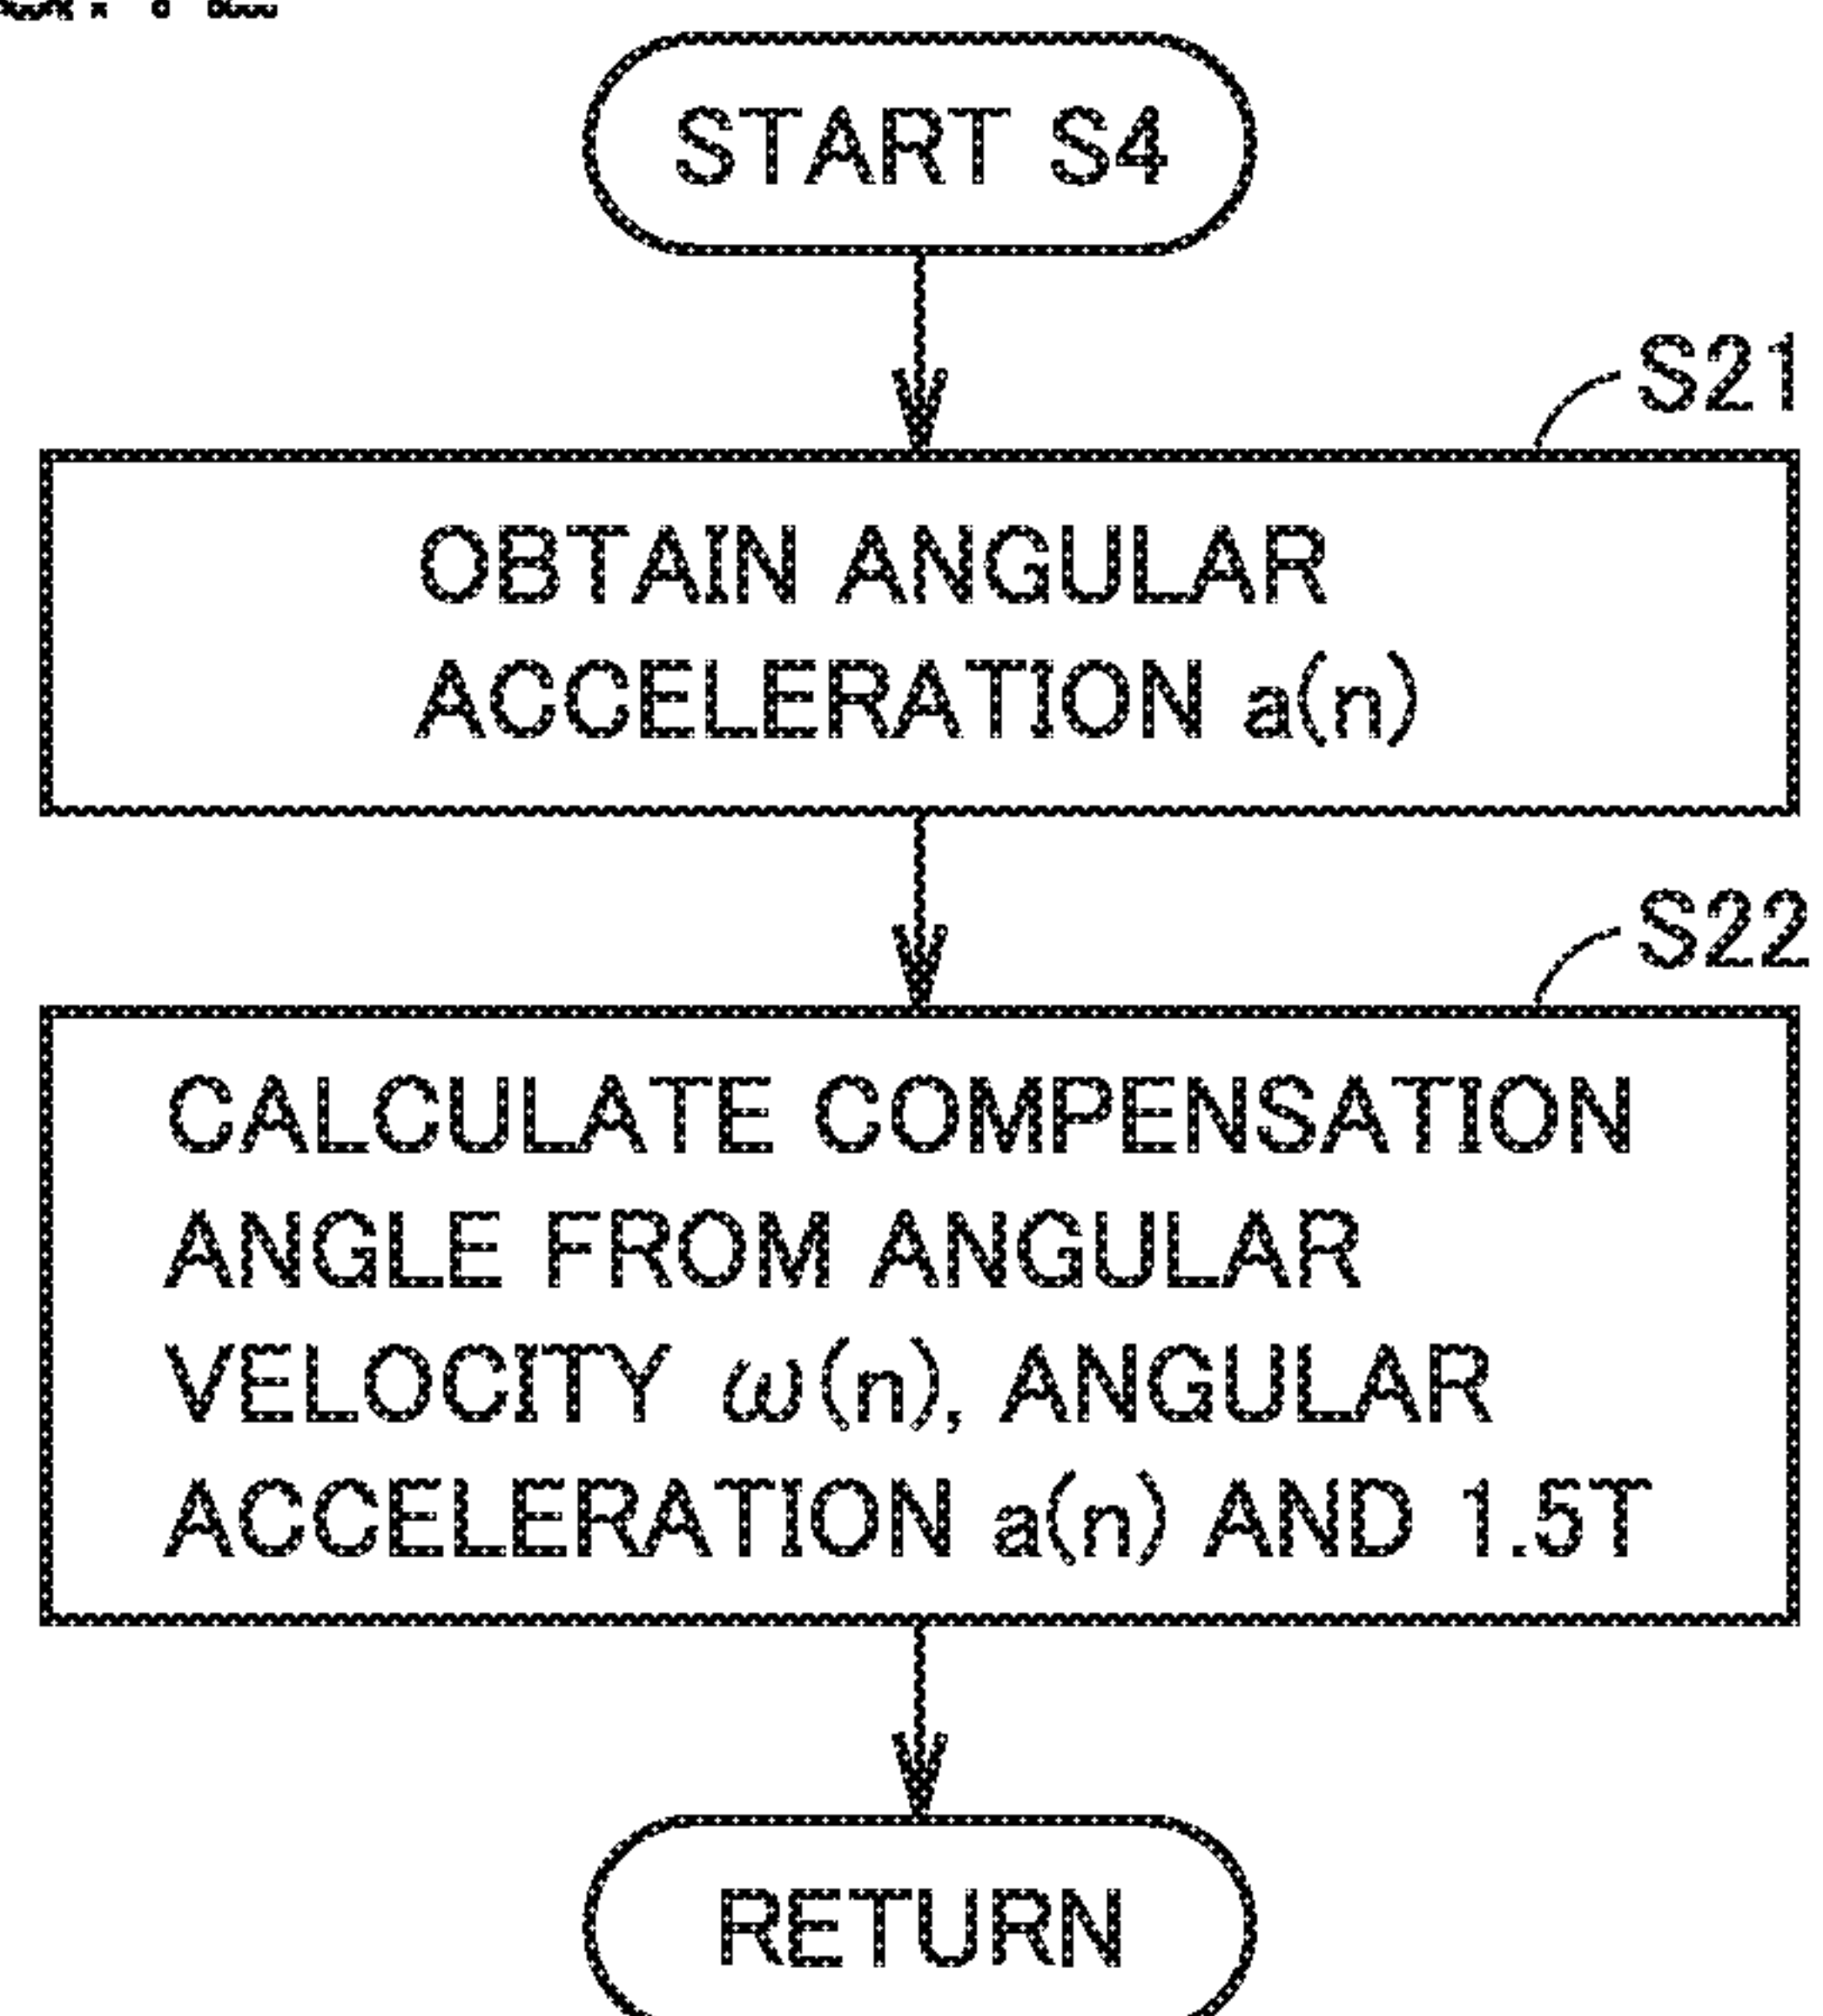 START S4
S21
OBTAIN ANGULAR
ACCELERATION a(n)
S22
CALCULATE COMPENSATION
ANGLE FROM ANGULAR
VELOCITY ω(n), ANGULAR
ACCELERATION a(n) AND 1.5T
RETURN